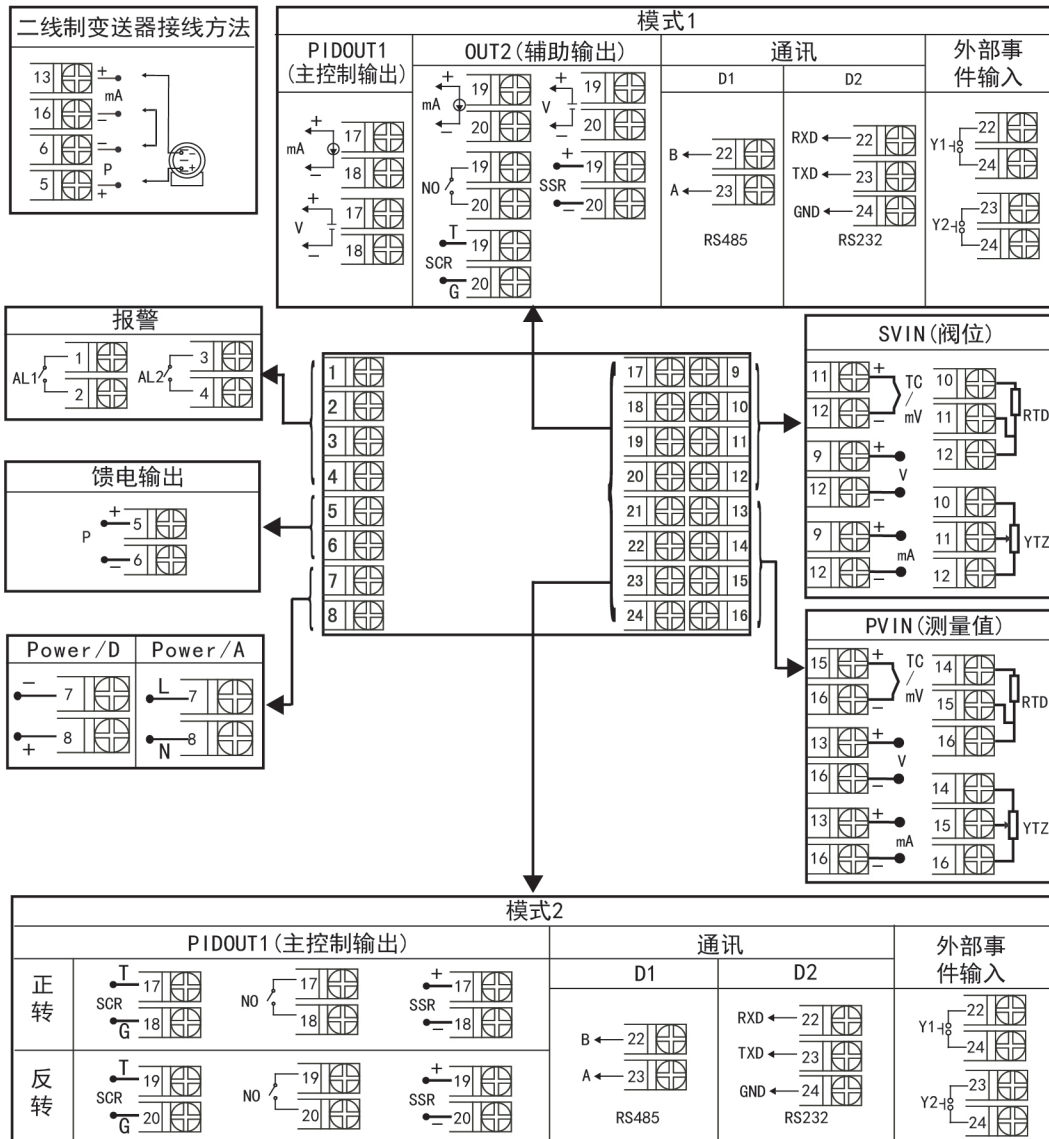 二线制变送器接线方法
13 +
mA
16 −
6 −
P
5 +
− +
模式1
PIDOUT1
(主控制输出)
OUT2(辅助输出)
通讯
D1
D2
外部事
件输入
+
mA 17
− 18
+
V 17
− 18
+
mA 19
− 20
+
V 19
− 20
NO 19
20
+
SSR 19
− 20
T
SCR 19
G 20
B 22
A 23
RS485
RXD 22
TXD 23
GND 24
RS232
Y1 22
24
Y2 23
24
报警
AL1 1
2
AL2 3
4
馈电输出
+
P 5
− 6
Power/D
Power/A
− 7
+ 8
L 7
N 8
1
2
3
4
5
6
7
8
17 9
18 10
19 11
20 12
21 13
22 14
23 15
24 16
SVIN(阀位)
11 + TC
/
12 − mV
10
11 RTD
12
9 +
V
12 −
9 +
mA
12 −
10
11 YTZ
12
PVIN(测量值)
15 + TC
/
16 − mV
14
15 RTD
16
13 +
V
16 −
13 +
mA
16 −
14
15 YTZ
16
模式2
PIDOUT1(主控制输出)
通讯
D1
D2
外部事
件输入
正
转
T
SCR 17
G 18
NO 17
18
+
SSR 17
− 18
反
转
T
SCR 19
G 20
NO 19
20
+
SSR 19
− 20
B 22
A 23
RS485
RXD 22
TXD 23
GND 24
RS232
Y1 22
24
Y2 23
24